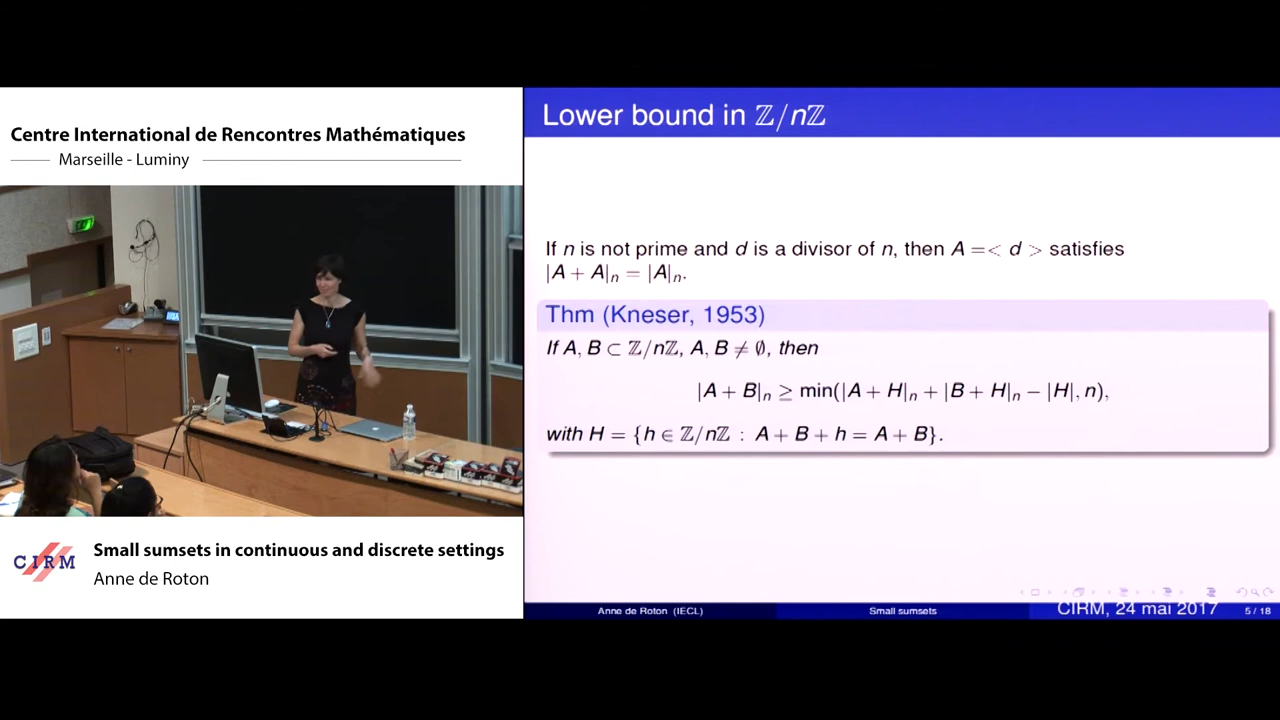 Centre International de Rencontres Mathématiques
Marseille - Luminy
CIRM
Small sumsets in continuous and discrete settings
Anne de Roton
Lower bound in ℤ/nℤ
If n is not prime and d is a divisor of n, then A =< d > satisfies
|A + A|ₙ = |A|ₙ.
Thm (Kneser, 1953)
If A, B ⊂ ℤ/nℤ, A, B ≠ ∅, then
|A + B|ₙ ≥ min(|A + H|ₙ + |B + H|ₙ − |H|, n),
with H = {h ∈ ℤ/nℤ : A + B + h = A + B}.
Anne de Roton (IECL)
Small sumsets
CIRM, 24 mai 2017
5 / 18